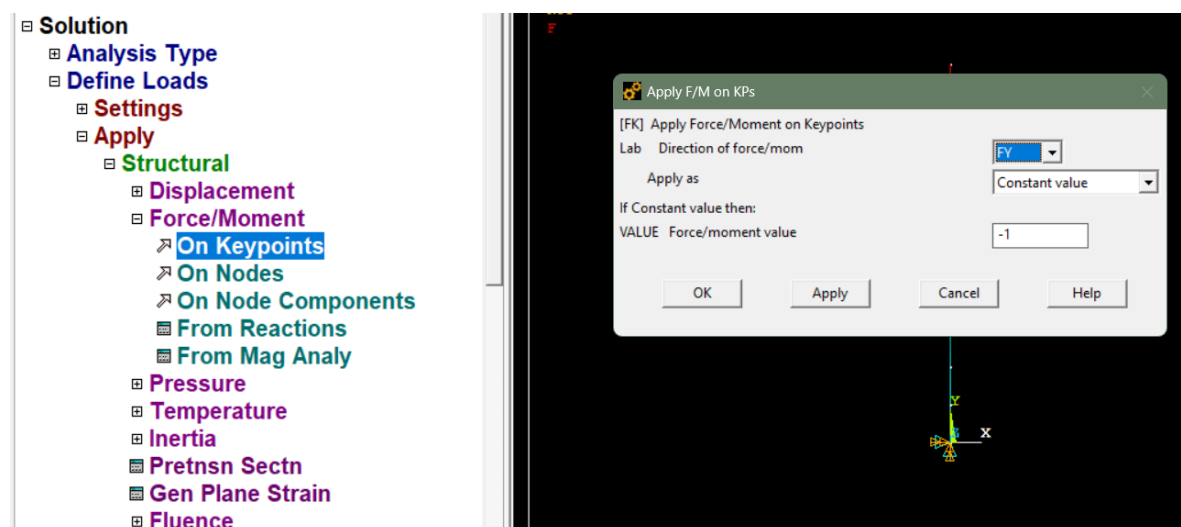 Solution
Analysis Type
Define Loads
Settings
Apply
Structural
Displacement
Force/Moment
On Keypoints
On Nodes
On Node Components
From Reactions
From Mag Analy
Pressure
Temperature
Inertia
Pretnsn Sectn
Gen Plane Strain
Fluence
F
Apply F/M on KPs
[FK] Apply Force/Moment on Keypoints
Lab Direction of force/mom FY
Apply as Constant value
If Constant value then:
VALUE Force/moment value -1
OK Apply Cancel Help
Y
X